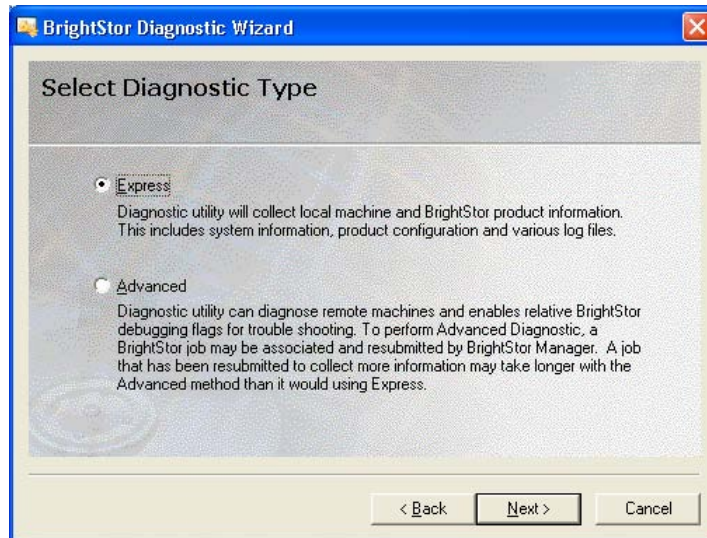 BrightStor Diagnostic Wizard
Select Diagnostic Type
Express
Diagnostic utility will collect local machine and BrightStor product information.
This includes system information, product configuration and various log files.
Advanced
Diagnostic utility can diagnose remote machines and enables relative BrightStor
debugging flags for trouble shooting. To perform Advanced Diagnostic, a
BrightStor job may be associated and resubmitted by BrightStor Manager. A job
that has been resubmitted to collect more information may take longer with the
Advanced method than it would using Express.
< Back
Next >
Cancel